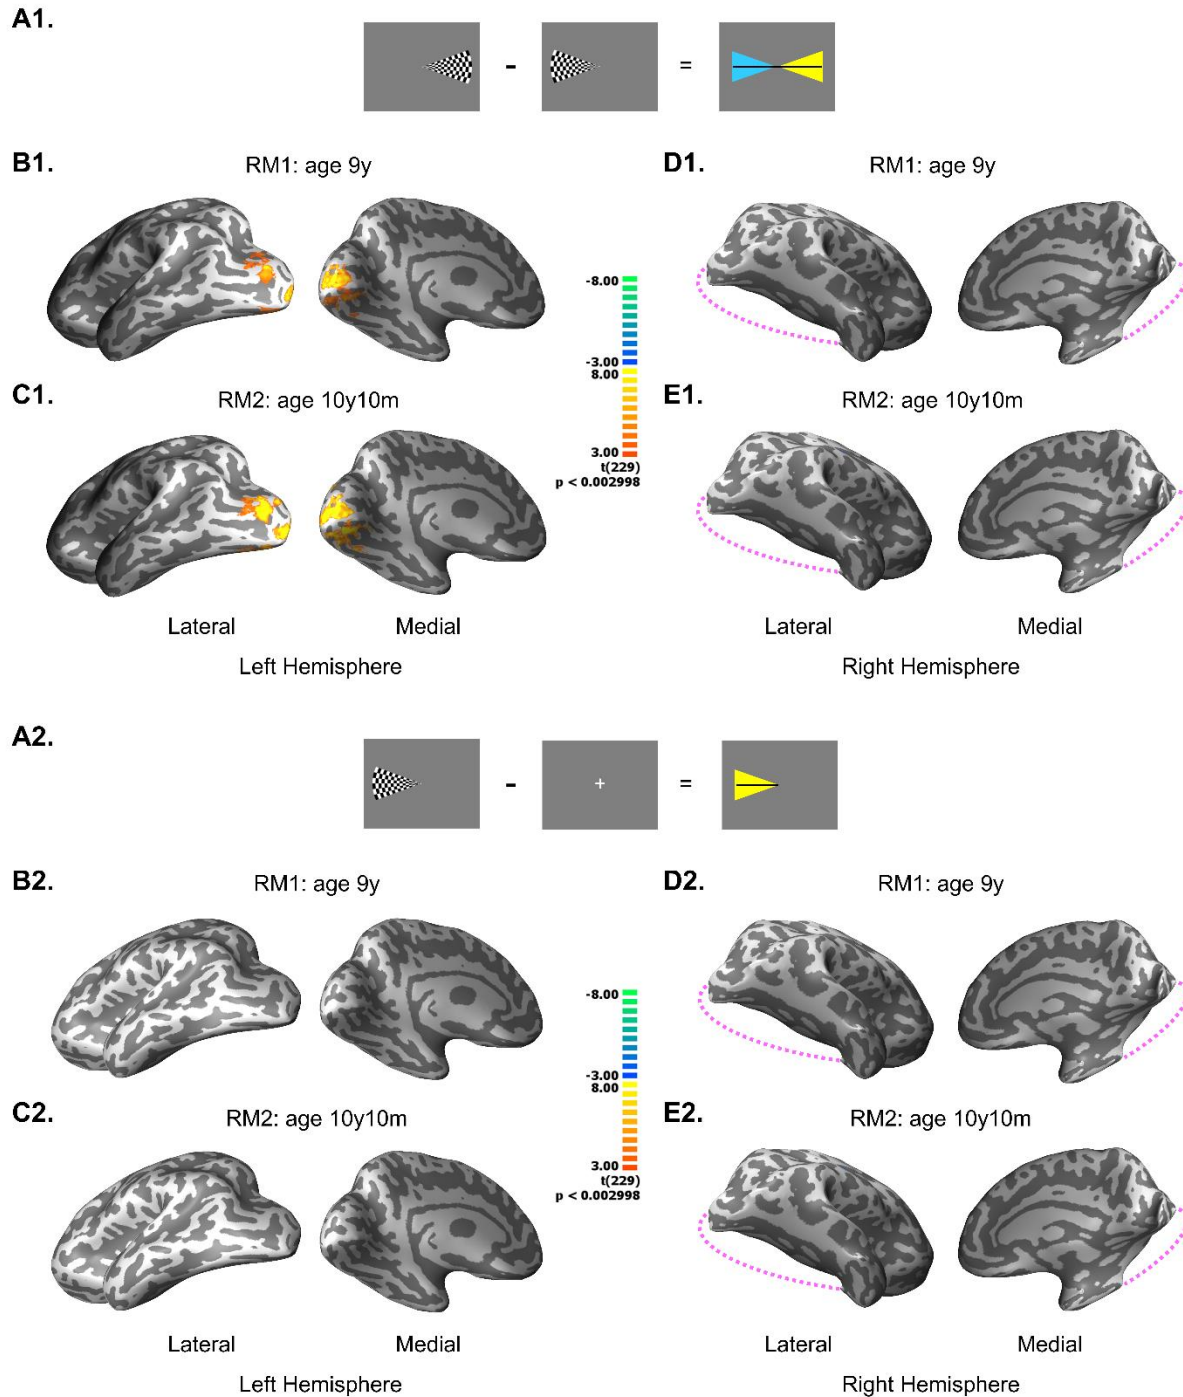 A1.
-
=
B1.
RM1: age 9y
D1.
RM1: age 9y
-8.00
-3.00
8.00
3.00
t(229)
p < 0.002998
C1.
RM2: age 10y10m
E1.
RM2: age 10y10m
Lateral
Medial
Lateral
Medial
Left Hemisphere
Right Hemisphere
A2.
-
+
=
B2.
RM1: age 9y
D2.
RM1: age 9y
-8.00
-3.00
8.00
3.00
t(229)
p < 0.002998
C2.
RM2: age 10y10m
E2.
RM2: age 10y10m
Lateral
Medial
Lateral
Medial
Left Hemisphere
Right Hemisphere